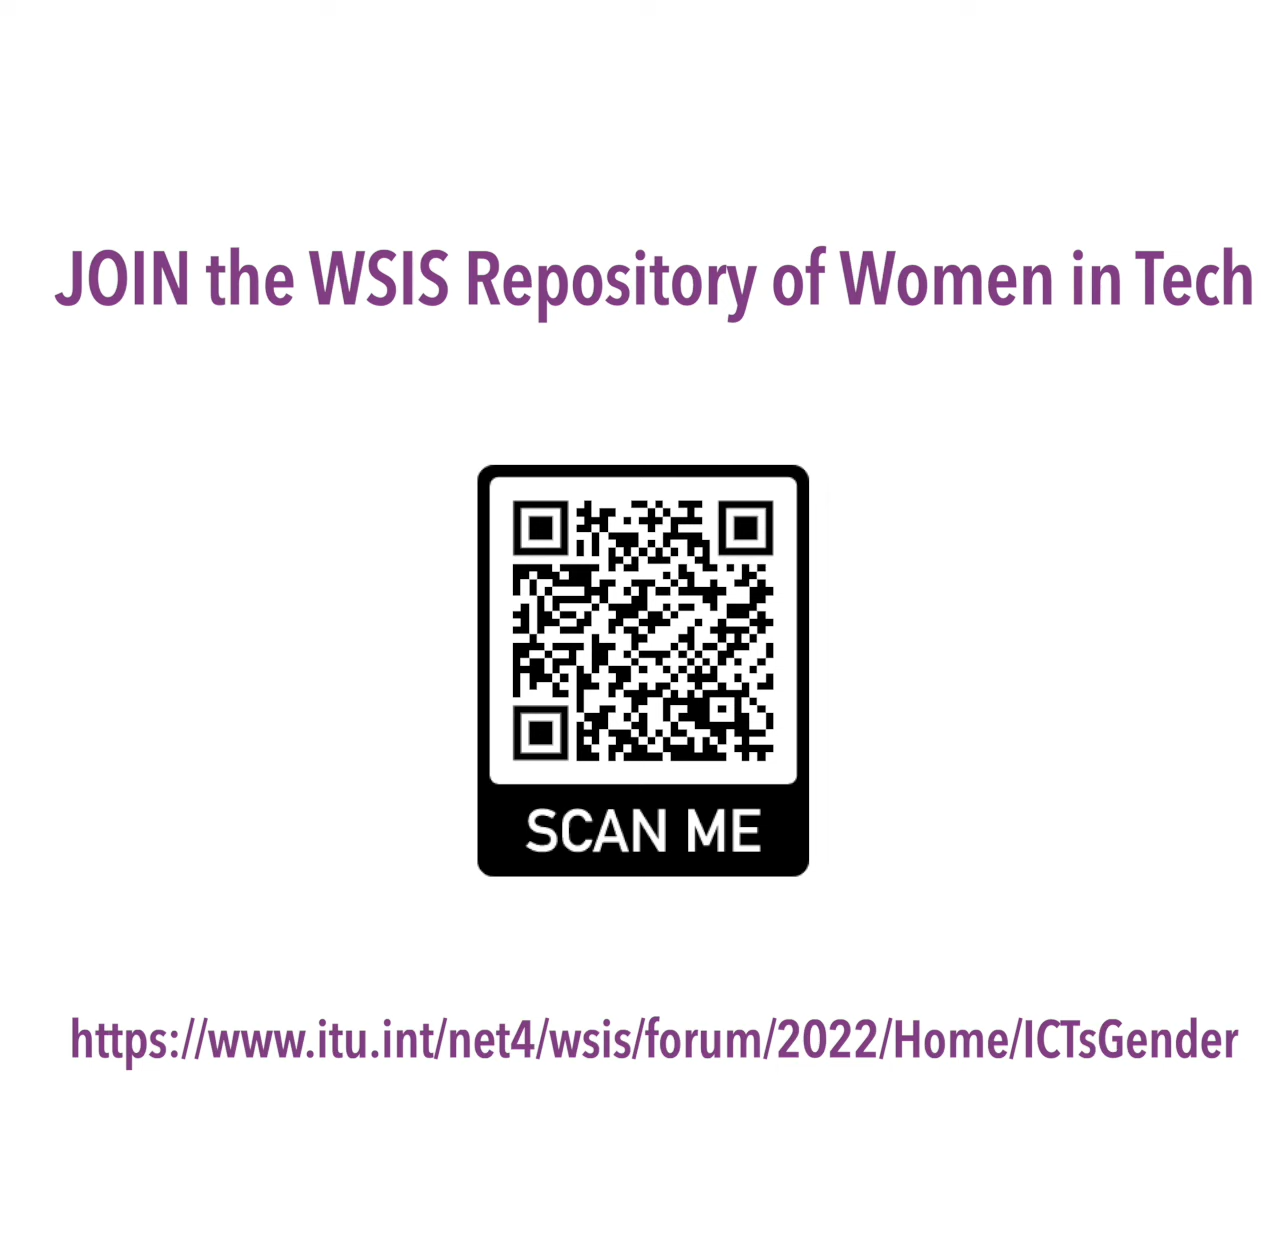 JOIN the WSIS Repository of Women in Tech
SCAN ME
https://www.itu.int/net4/wsis/forum/2022/Home/ICTsGender